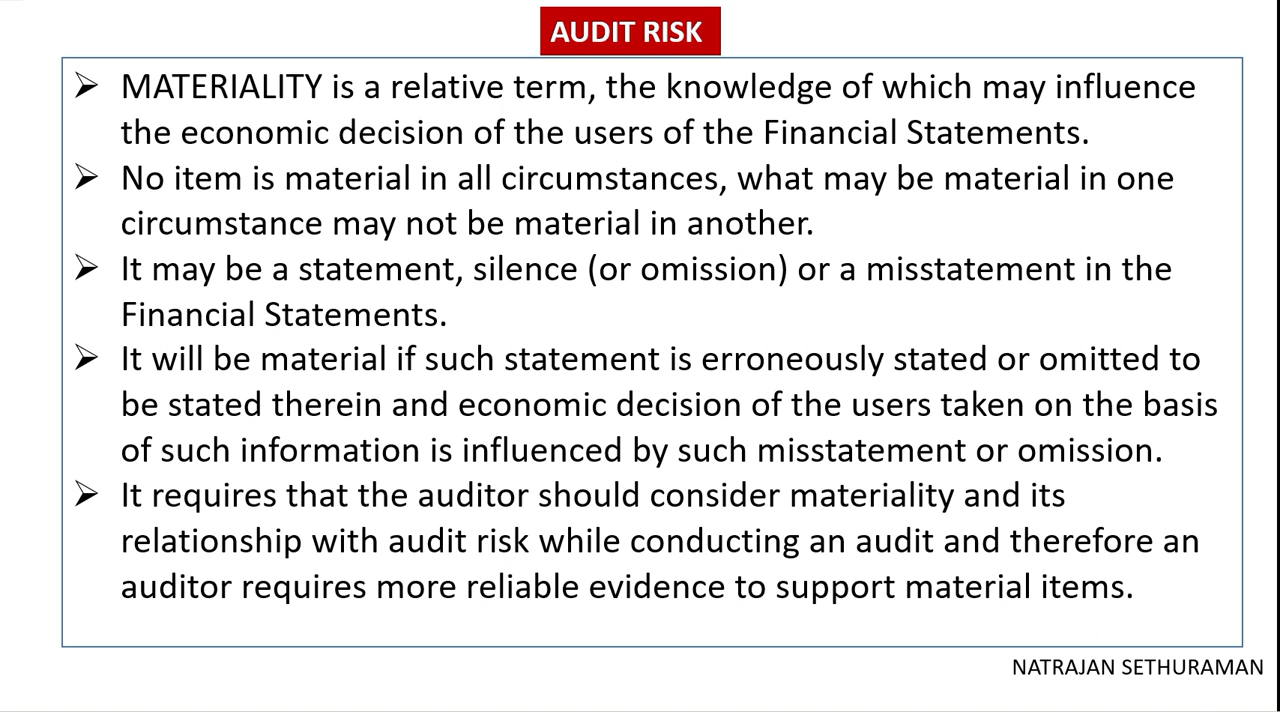 AUDIT RISK
➢ MATERIALITY is a relative term, the knowledge of which may influence
the economic decision of the users of the Financial Statements.
➢ No item is material in all circumstances, what may be material in one
circumstance may not be material in another.
➢ It may be a statement, silence (or omission) or a misstatement in the
Financial Statements.
➢ It will be material if such statement is erroneously stated or omitted to
be stated therein and economic decision of the users taken on the basis
of such information is influenced by such misstatement or omission.
➢ It requires that the auditor should consider materiality and its
relationship with audit risk while conducting an audit and therefore an
auditor requires more reliable evidence to support material items.
NATRAJAN SETHURAMAN